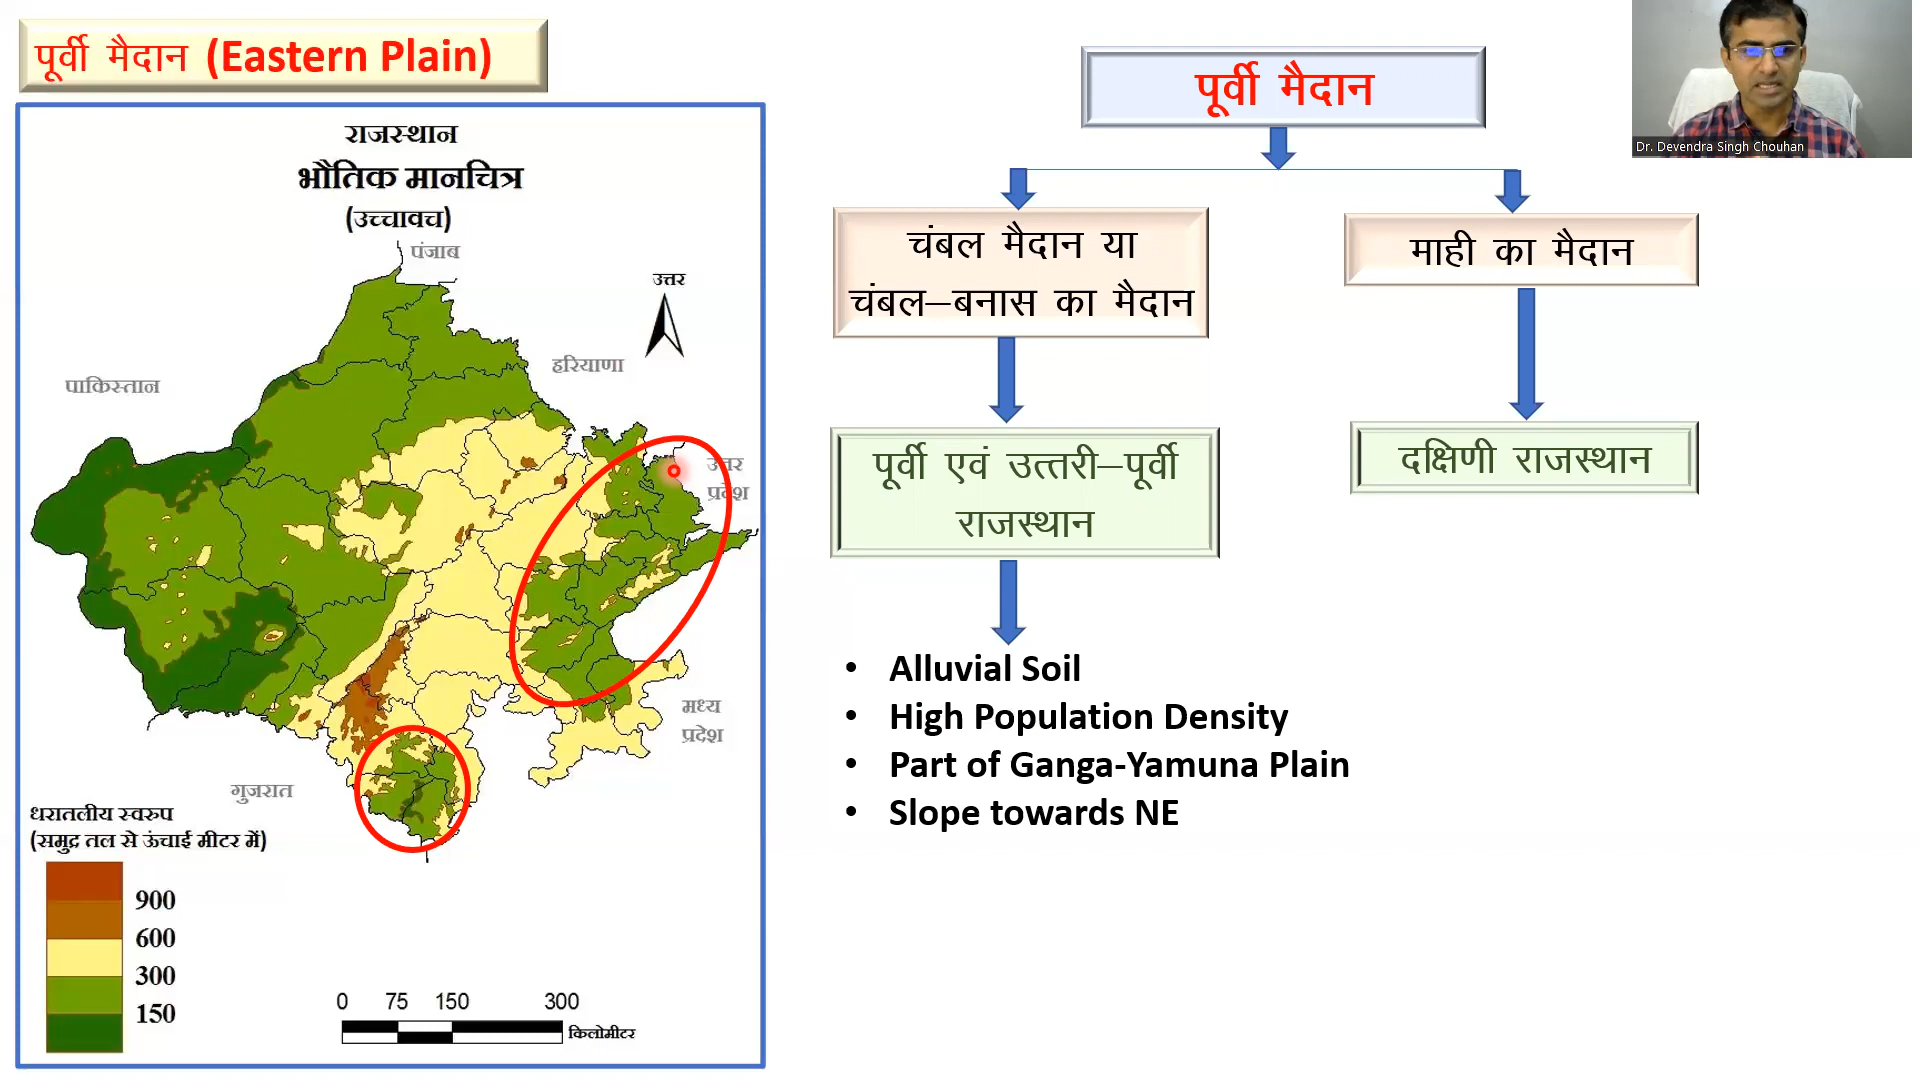 पूर्वी मैदान (Eastern Plain)
राजस्थान
भौतिक मानचित्र
(उच्चावच)
पंजाब
उत्तर
हरियाणा
पाकिस्तान
उत्तर
प्रदेश
मध्य
प्रदेश
गुजरात
धरातलीय स्वरुप
(समुद्र तल से ऊंचाई मीटर में)
900
600
300
150
0 75 150 300
किलोमीटर
पूर्वी मैदान
चंबल मैदान या
चंबल–बनास का मैदान
माही का मैदान
पूर्वी एवं उत्तरी–पूर्वी
राजस्थान
दक्षिणी राजस्थान
• Alluvial Soil
• High Population Density
• Part of Ganga-Yamuna Plain
• Slope towards NE
Dr. Devendra Singh Chouhan